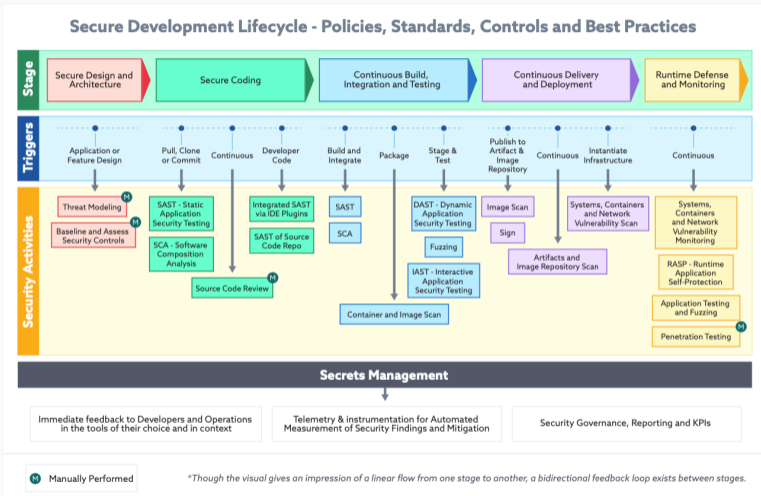 Secure Development Lifecycle - Policies, Standards, Controls and Best Practices
Stage
Secure Design and
Architecture
Secure Coding
Continuous Build,
Integration and Testing
Continuous Delivery
and Deployment
Runtime Defense
and Monitoring
Triggers
Application or
Feature Design
Pull, Clone
or Commit
Continuous
Developer
Code
Build and
Integrate
Package
Stage &
Test
Publish to
Artifact &
Image
Repository
Continuous
Instantiate
Infrastructure
Continuous
Security Activities
Threat Modeling
M
Baseline and Assess
Security Controls
M
SAST - Static
Application
Security Testing
SCA - Software
Composition
Analysis
Source Code Review
M
Integrated SAST
via IDE Plugins
SAST of Source
Code Repo
SAST
SCA
Container and Image Scan
DAST - Dynamic
Application
Security Testing
Fuzzing
IAST - Interactive
Application
Security Testing
Image Scan
Sign
Artifacts and
Image Repository Scan
Systems, Containers
and Network
Vulnerability Scan
Systems,
Containers
and Network
Vulnerability
Monitoring
RASP - Runtime
Application
Self-Protection
Application Testing
and Fuzzing
Penetration Testing
M
Secrets Management
Immediate feedback to Developers and Operations
in the tools of their choice and in context
Telemetry & instrumentation for Automated
Measurement of Security Findings and Mitigation
Security Governance, Reporting and KPIs
M Manually Performed
*Though the visual gives an impression of a linear flow from one stage to another, a bidirectional feedback loop exists between stages.